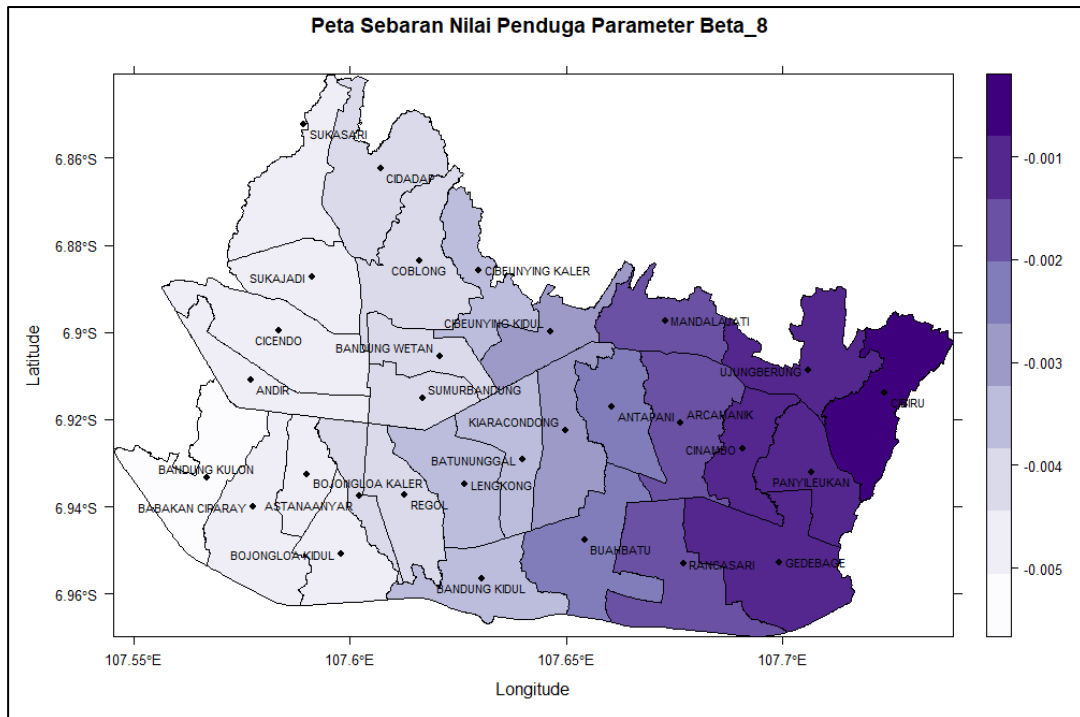 Peta Sebaran Nilai Penduga Parameter Beta_8
SUKASARI
6.86°S
-0.001
CIDADAP
6.88°S
COBLONG
CIBEUNYING KALER
SUKAJADI
-0.002
CIBEUNYING KIDUL
MANDALAJATI
6.9°S
CICENDO
BANDUNG WETAN
UJUNGBERUNG
Latitude
ANDIR
SUMURBANDUNG
CIBIRU
-0.003
6.92°S
KIARACONDONG
ANTAPANI
ARCAMANIK
CINAMBO
BATUNUNGGAL
BANDUNG KULON
BOJONGLOA KALER
LENGKONG
PANYILEUKAN
-0.004
BABAKAN CIPARAY
ASTANAANYAR
REGOL
6.94°S
BOJONGLOA KIDUL
BUAHBATU
RANCASARI
GEDEBAGE
-0.005
6.96°S
BANDUNG KIDUL
107.55°E
107.6°E
107.65°E
107.7°E
Longitude